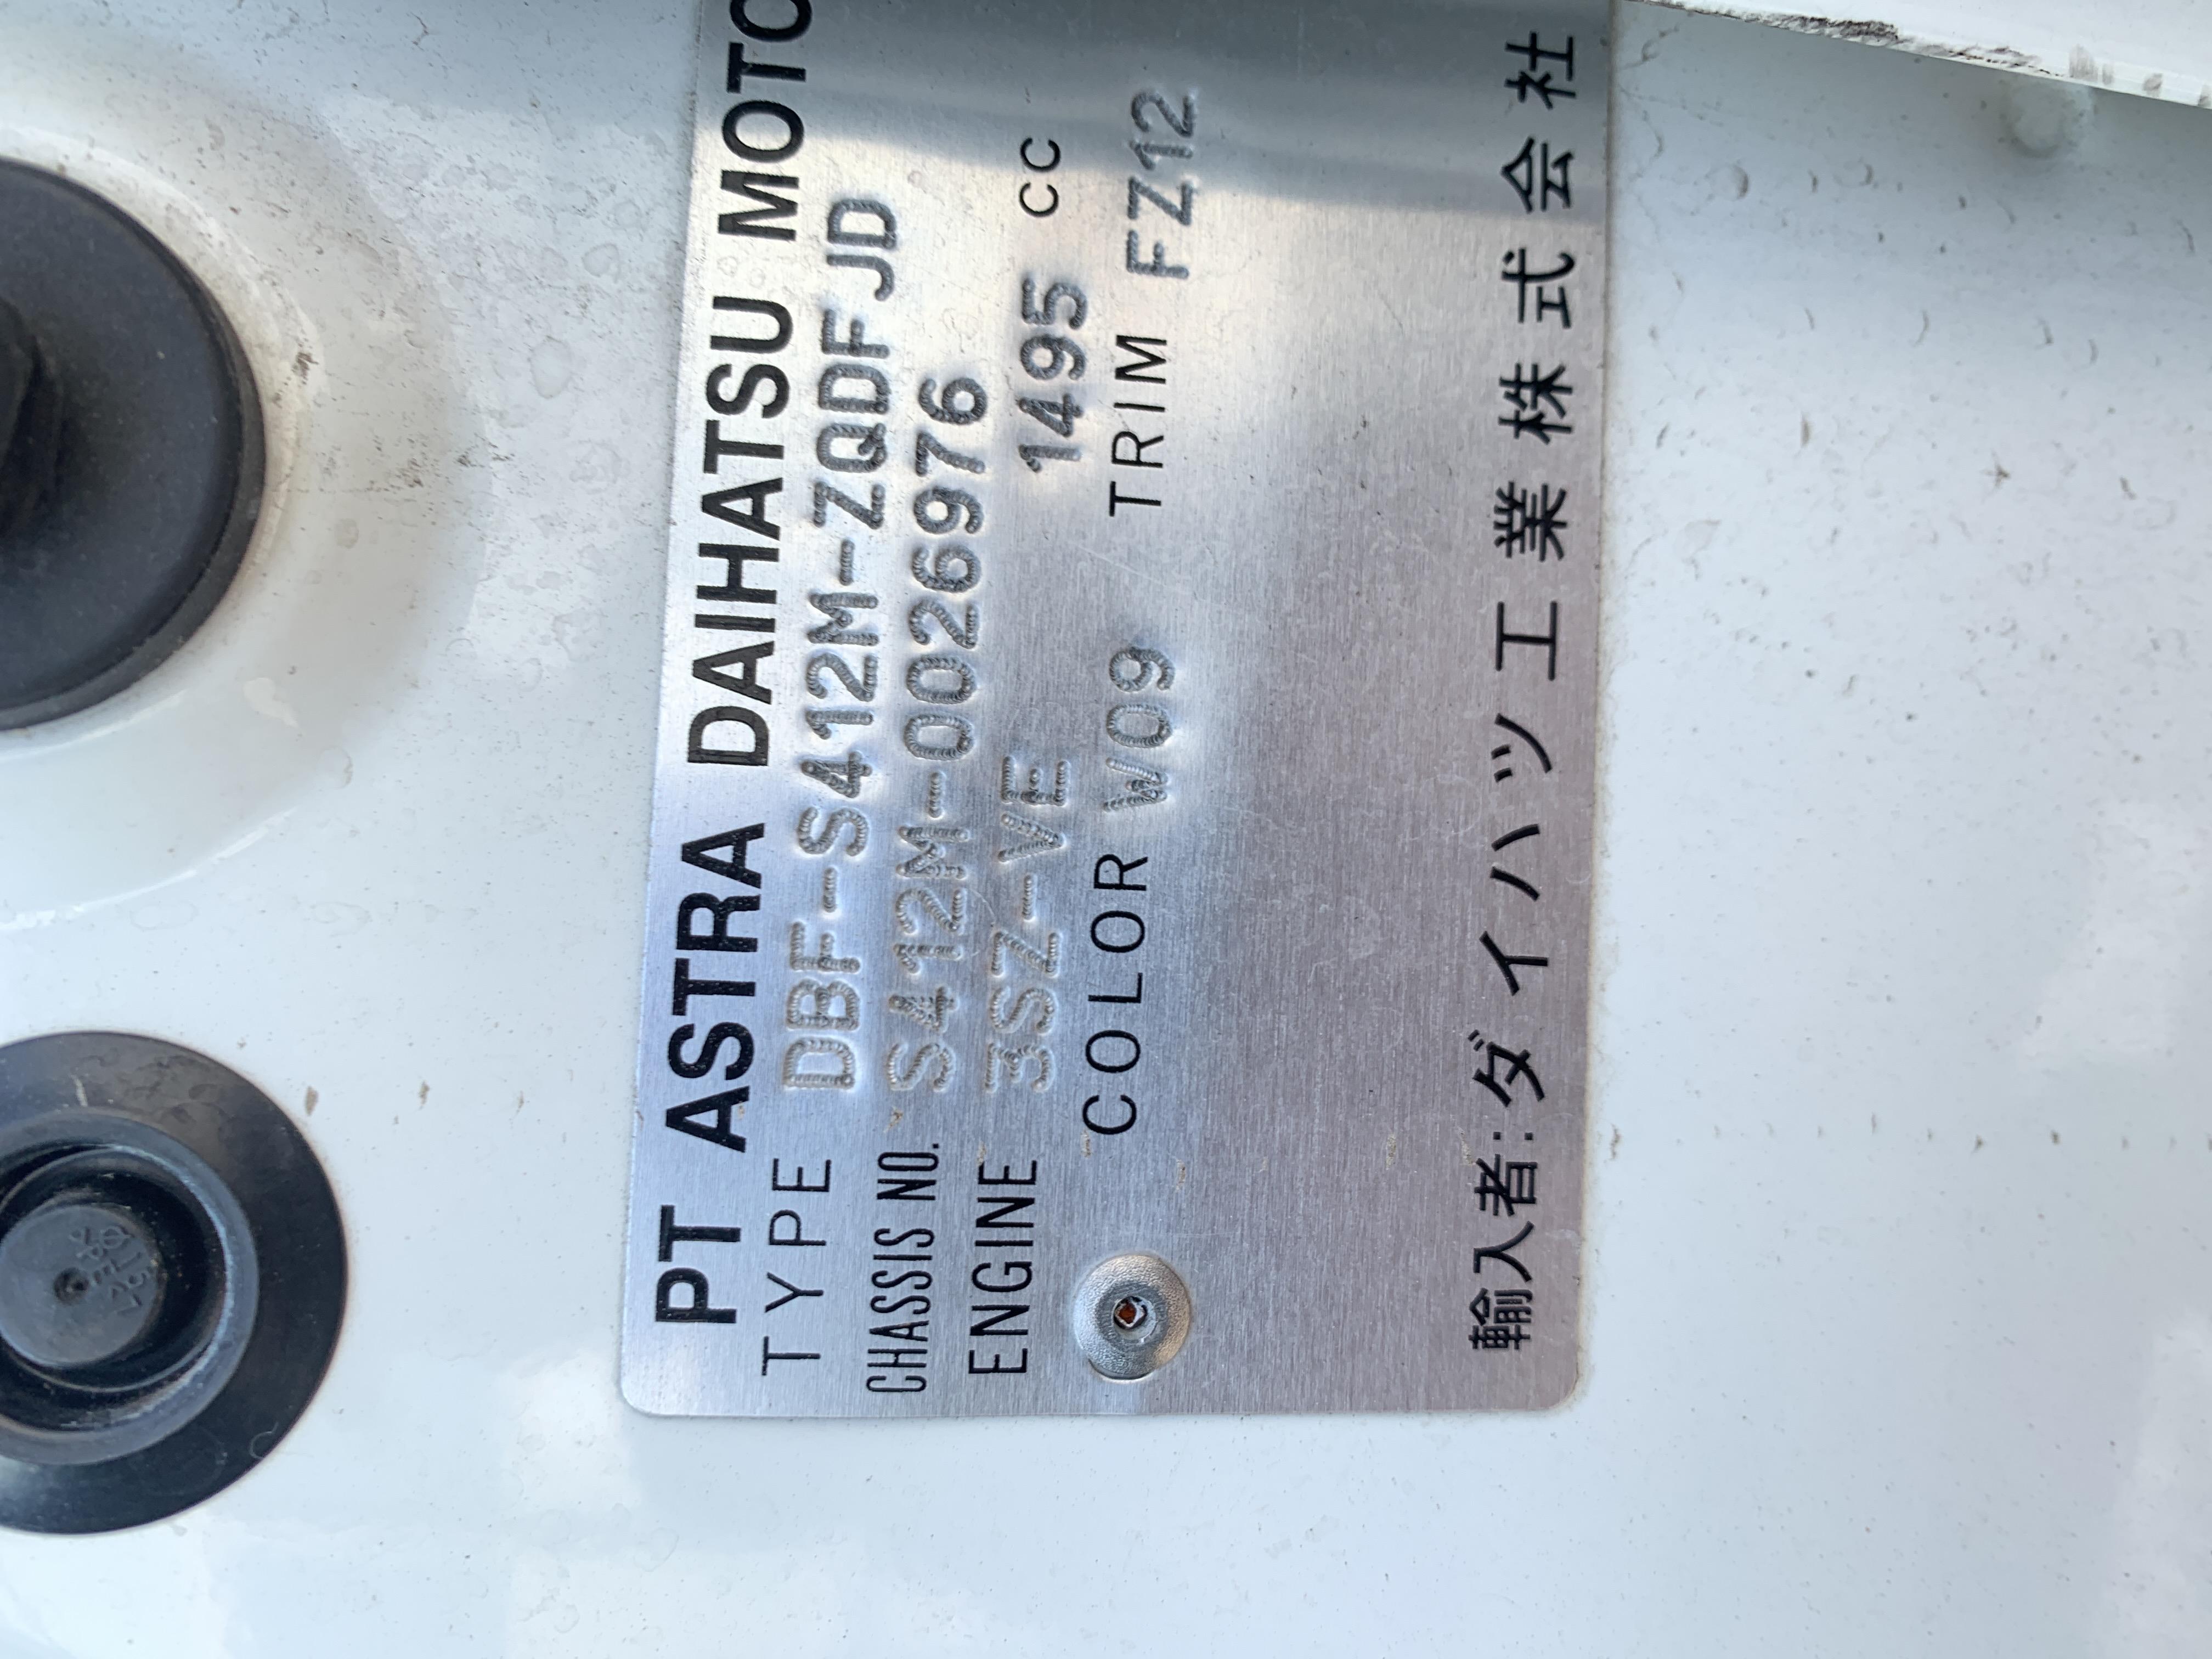 PT ASTRA DAIHATSU MOTO
TYPE DBF-S412M-ZQDFJD
CHASSIS NO. S412M-0026976
ENGINE 3SZ-VE 1495 CC
COLOR W09 TRIM FZ12
輸入者:ダイハツ工業株式会社